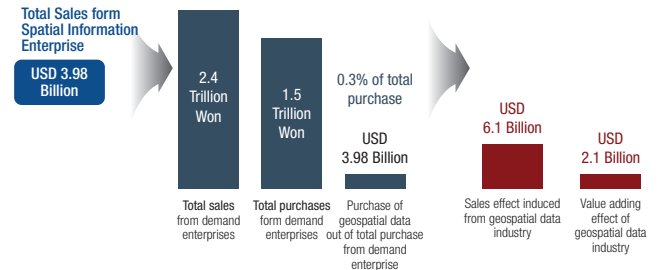 Total Sales form
Spatial Information
Enterprise
USD 3.98
Billion
2.4
Trillion
Won
1.5
Trillion
Won
0.3% of total
purchase
USD
3.98 Billion
USD
6.1 Billion
USD
2.1 Billion
Total sales
from demand
enterprises
Total purchases
form demand
enterprises
Purchase of
geospatial data
out of total purchase
from demand
enterprise
Sales effect induced
from geospatial data
industry
Value adding
effect of
geospatial data
industry